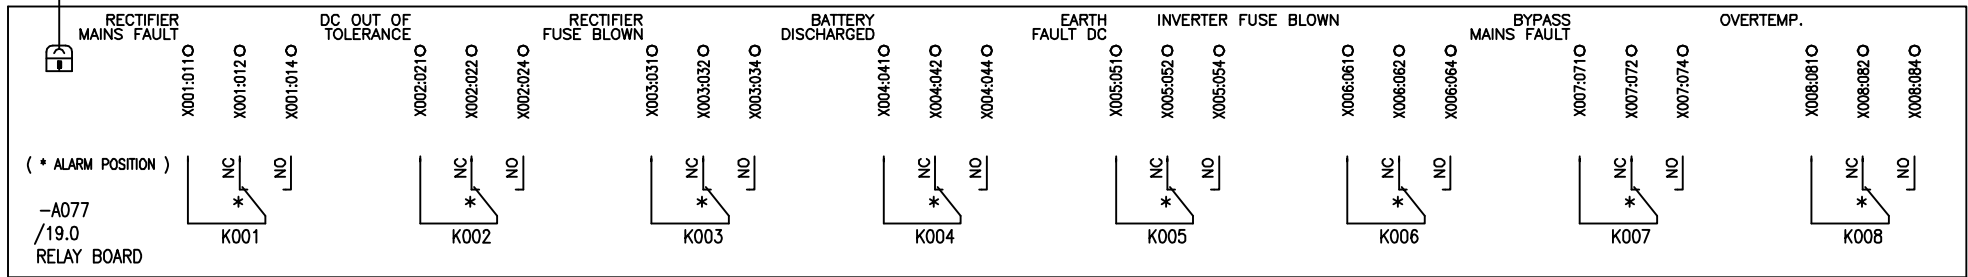 RECTIFIER
MAINS FAULT
DC OUT OF
TOLERANCE
RECTIFIER
FUSE BLOWN
BATTERY
DISCHARGED
EARTH
FAULT DC
INVERTER FUSE BLOWN
BYPASS
MAINS FAULT
OVERTEMP.
X001:011
X001:012
X001:014
X002:021
X002:022
X002:024
X003:031
X003:032
X003:034
X004:041
X004:042
X004:044
X005:051
X005:052
X005:054
X006:061
X006:062
X006:064
X007:071
X007:072
X007:074
X008:081
X008:082
X008:084
( * ALARM POSITION )
NC
NO
NC
NO
NC
NO
NC
NO
NC
NO
NC
NO
NC
NO
NC
NO
*
*
*
*
*
*
*
*
-A077
/19.0
RELAY BOARD
K001
K002
K003
K004
K005
K006
K007
K008